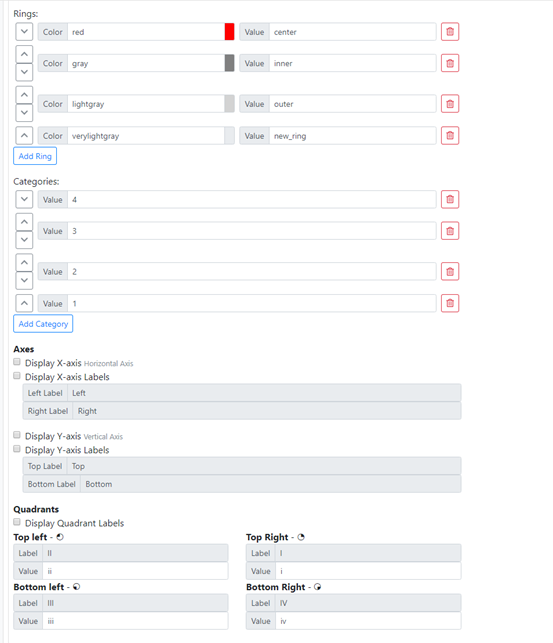 Rings:
Color red Value center
Color gray Value inner
Color lightgray Value outer
Color verylightgray Value new_ring
Add Ring
Categories:
Value 4
Value 3
Value 2
Value 1
Add Category
Axes
Display X-axis Horizontal Axis
Display X-axis Labels
Left Label Left
Right Label Right
Display Y-axis Vertical Axis
Display Y-axis Labels
Top Label Top
Bottom Label Bottom
Quadrants
Display Quadrant Labels
Top left - Top Right -
Label II Label I
Value ii Value i
Bottom left - Bottom Right -
Label III Label IV
Value iii Value iv